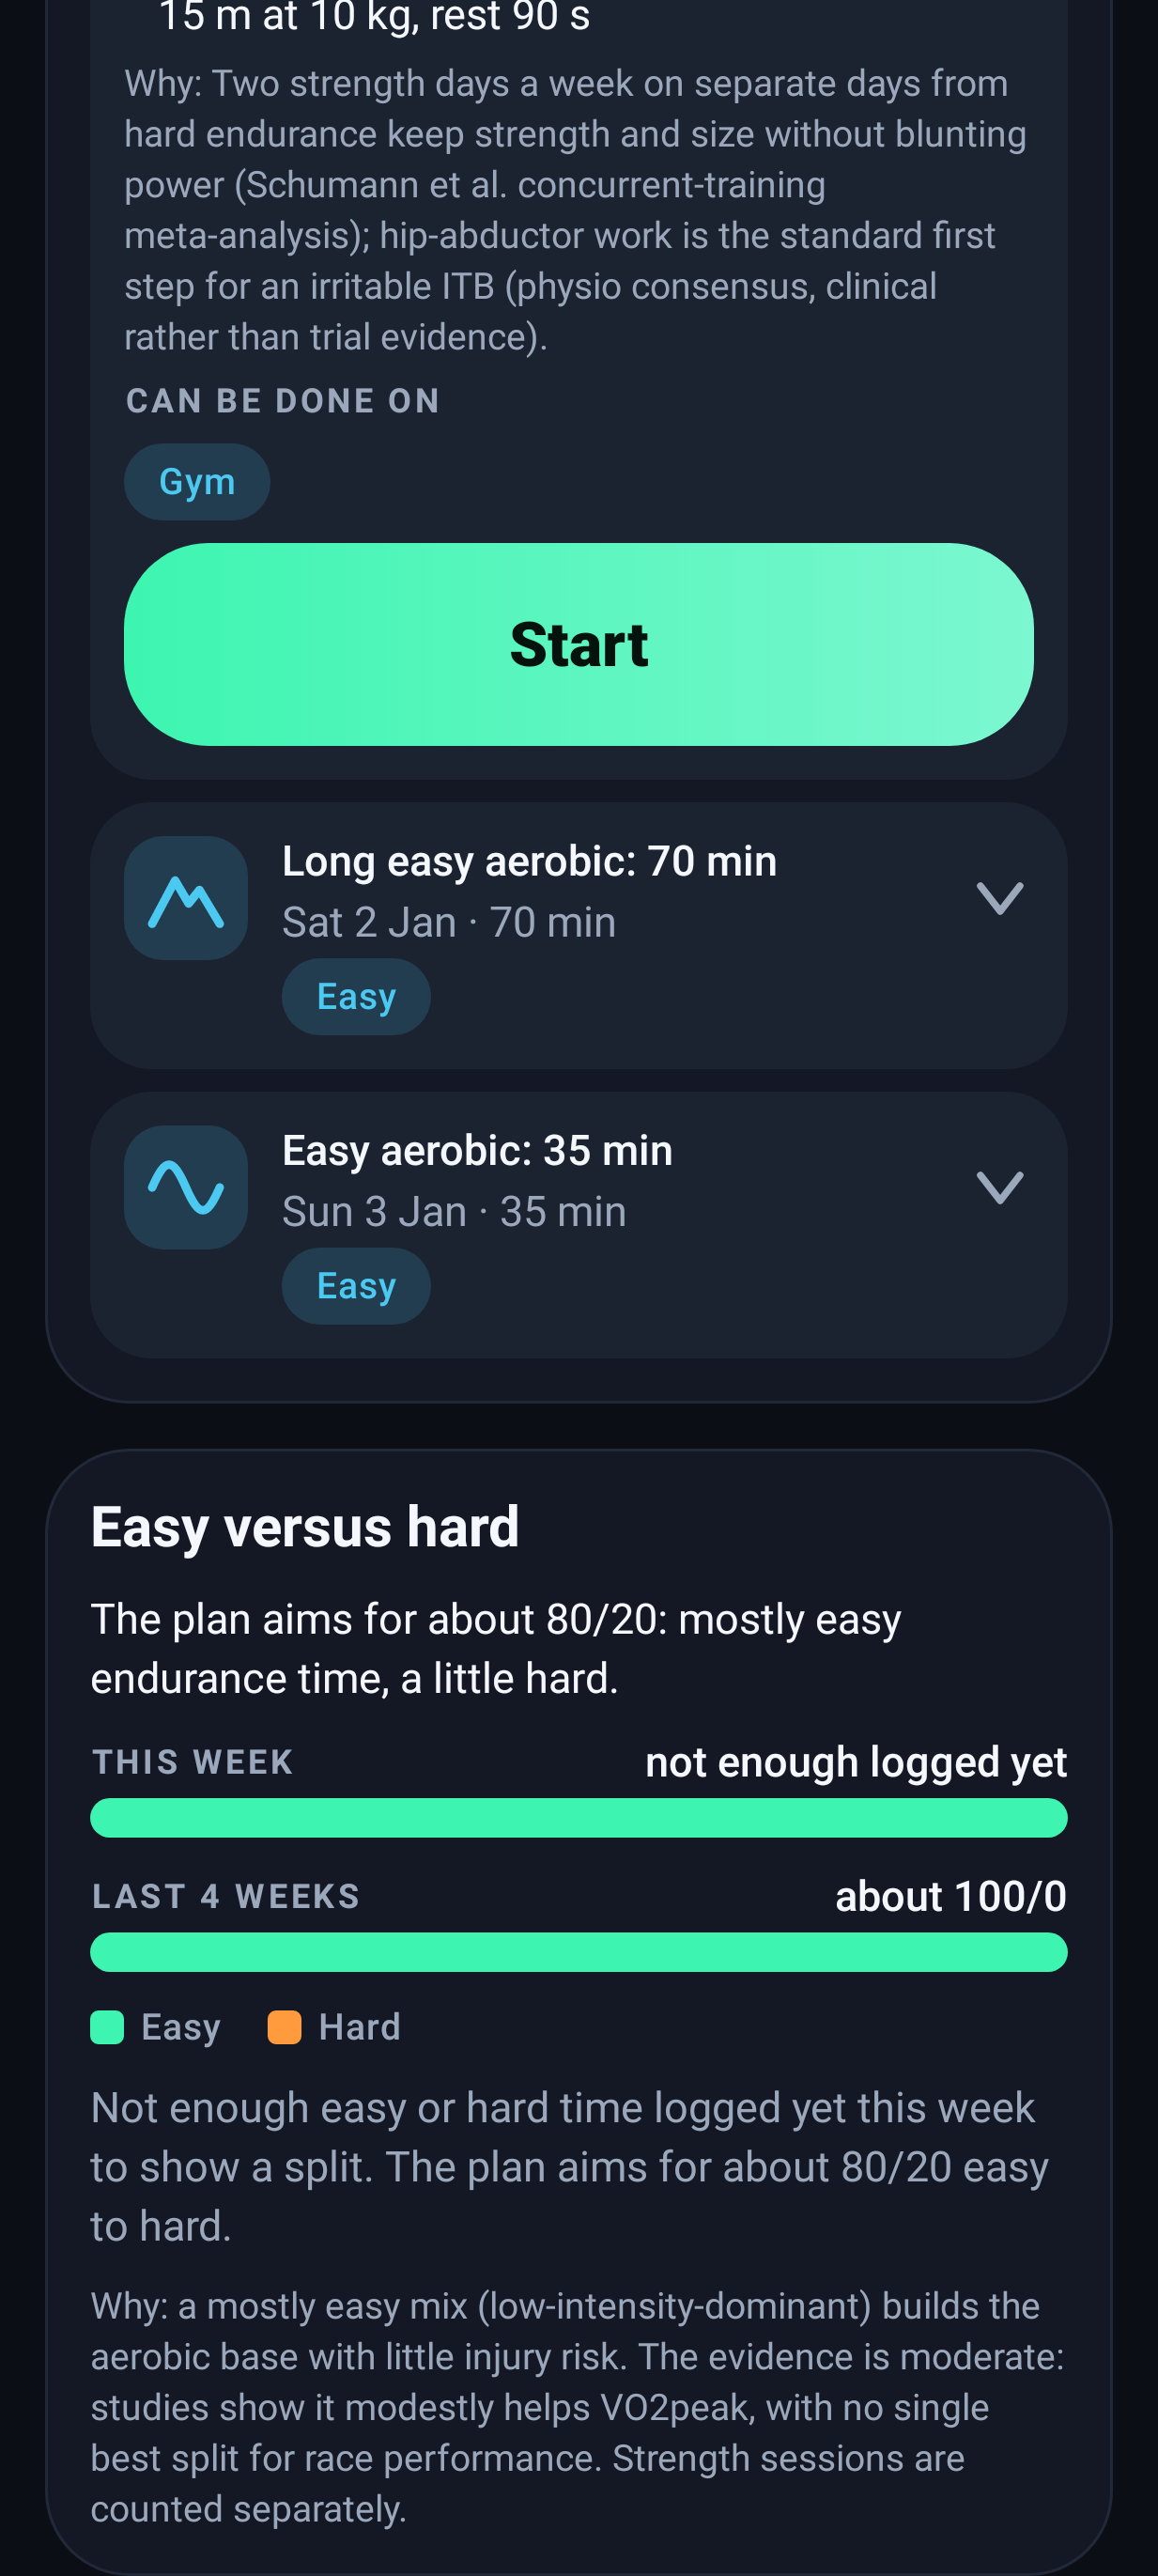 15 m at 10 kg, rest 90 s
Why: Two strength days a week on separate days from
hard endurance keep strength and size without blunting
power (Schumann et al. concurrent-training
meta-analysis); hip-abductor work is the standard first
step for an irritable ITB (physio consensus, clinical
rather than trial evidence).
CAN BE DONE ON
Gym
Start
Long easy aerobic: 70 min
Sat 2 Jan · 70 min
Easy
Easy aerobic: 35 min
Sun 3 Jan · 35 min
Easy
Easy versus hard
The plan aims for about 80/20: mostly easy
endurance time, a little hard.
THIS WEEK not enough logged yet
LAST 4 WEEKS about 100/0
Easy Hard
Not enough easy or hard time logged yet this week
to show a split. The plan aims for about 80/20 easy
to hard.
Why: a mostly easy mix (low-intensity-dominant) builds the
aerobic base with little injury risk. The evidence is moderate:
studies show it modestly helps VO2peak, with no single
best split for race performance. Strength sessions are
counted separately.